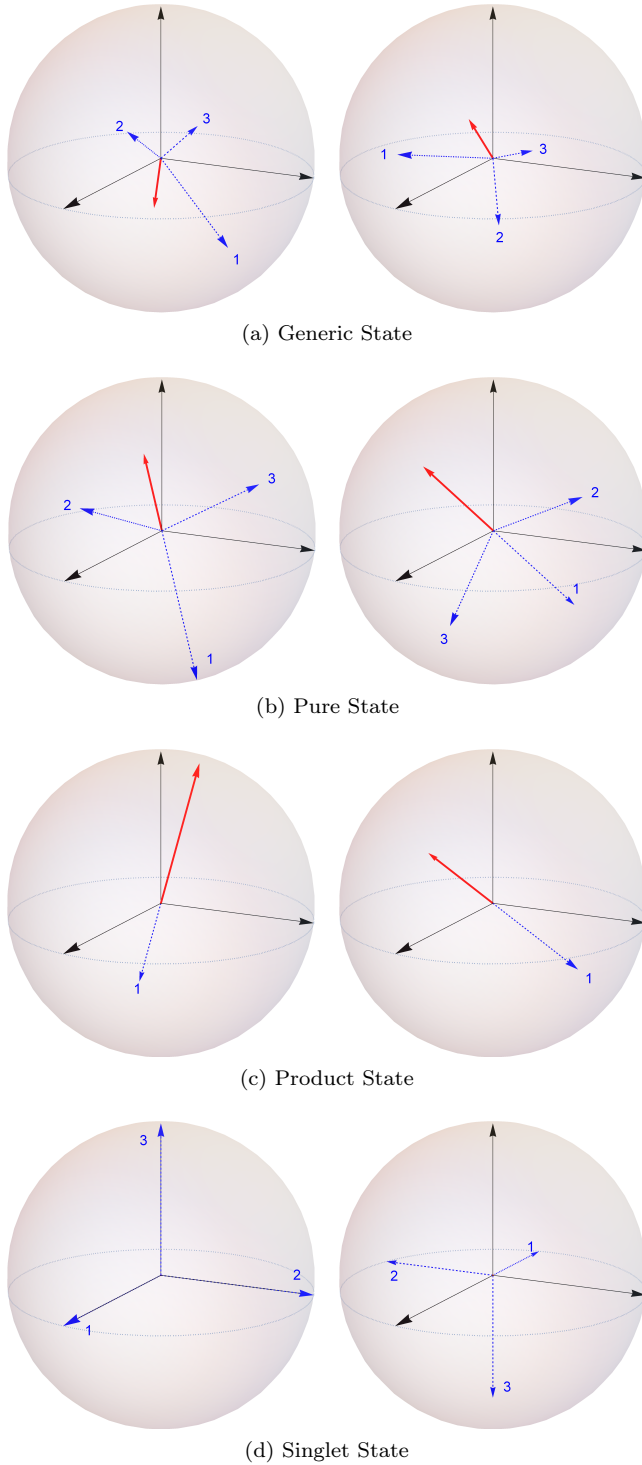 2 3 1
1 3 2
(a) Generic State
2 3 1
2 1 3
(b) Pure State
1
1
(c) Product State
3 2 1
1 2 3
(d) Singlet State